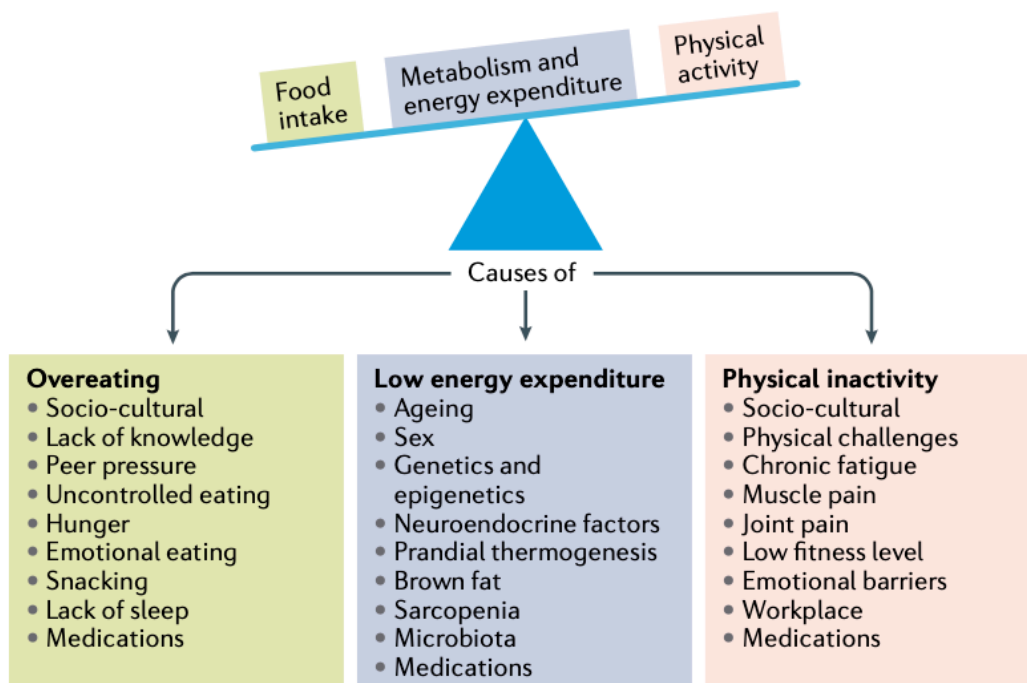 Food
intake
Metabolism and
energy expenditure
Physical
activity
Causes of
Overeating
• Socio-cultural
• Lack of knowledge
• Peer pressure
• Uncontrolled eating
• Hunger
• Emotional eating
• Snacking
• Lack of sleep
• Medications
Low energy expenditure
• Ageing
• Sex
• Genetics and
epigenetics
• Neuroendocrine factors
• Prandial thermogenesis
• Brown fat
• Sarcopenia
• Microbiota
• Medications
Physical inactivity
• Socio-cultural
• Physical challenges
• Chronic fatigue
• Muscle pain
• Joint pain
• Low fitness level
• Emotional barriers
• Workplace
• Medications